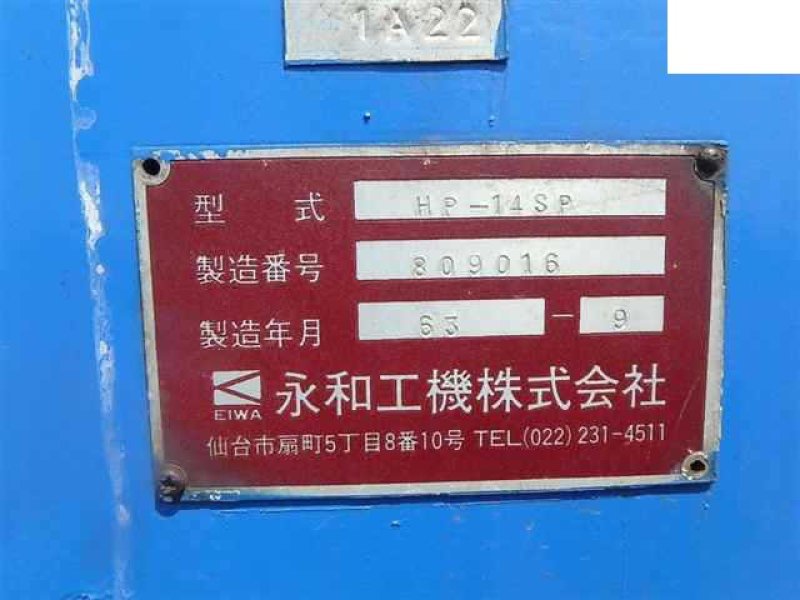 1A22
型 式 HP-14SP
製造番号 809016
製造年月 63-9
EIWA 永和工機株式会社
仙台市扇町5丁目8番10号 TEL(022)231-4511